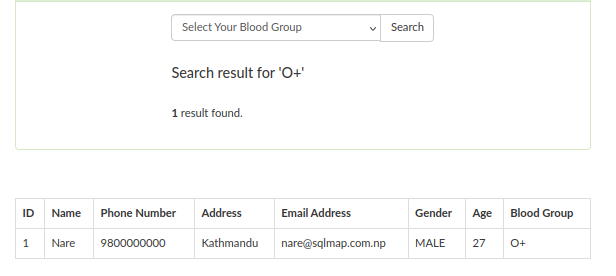 Select Your Blood Group Search
Search result for 'O+'
1 result found.
ID Name Phone Number Address Email Address Gender Age Blood Group
1 Nare 9800000000 Kathmandu nare@sqlmap.com.np MALE 27 O+